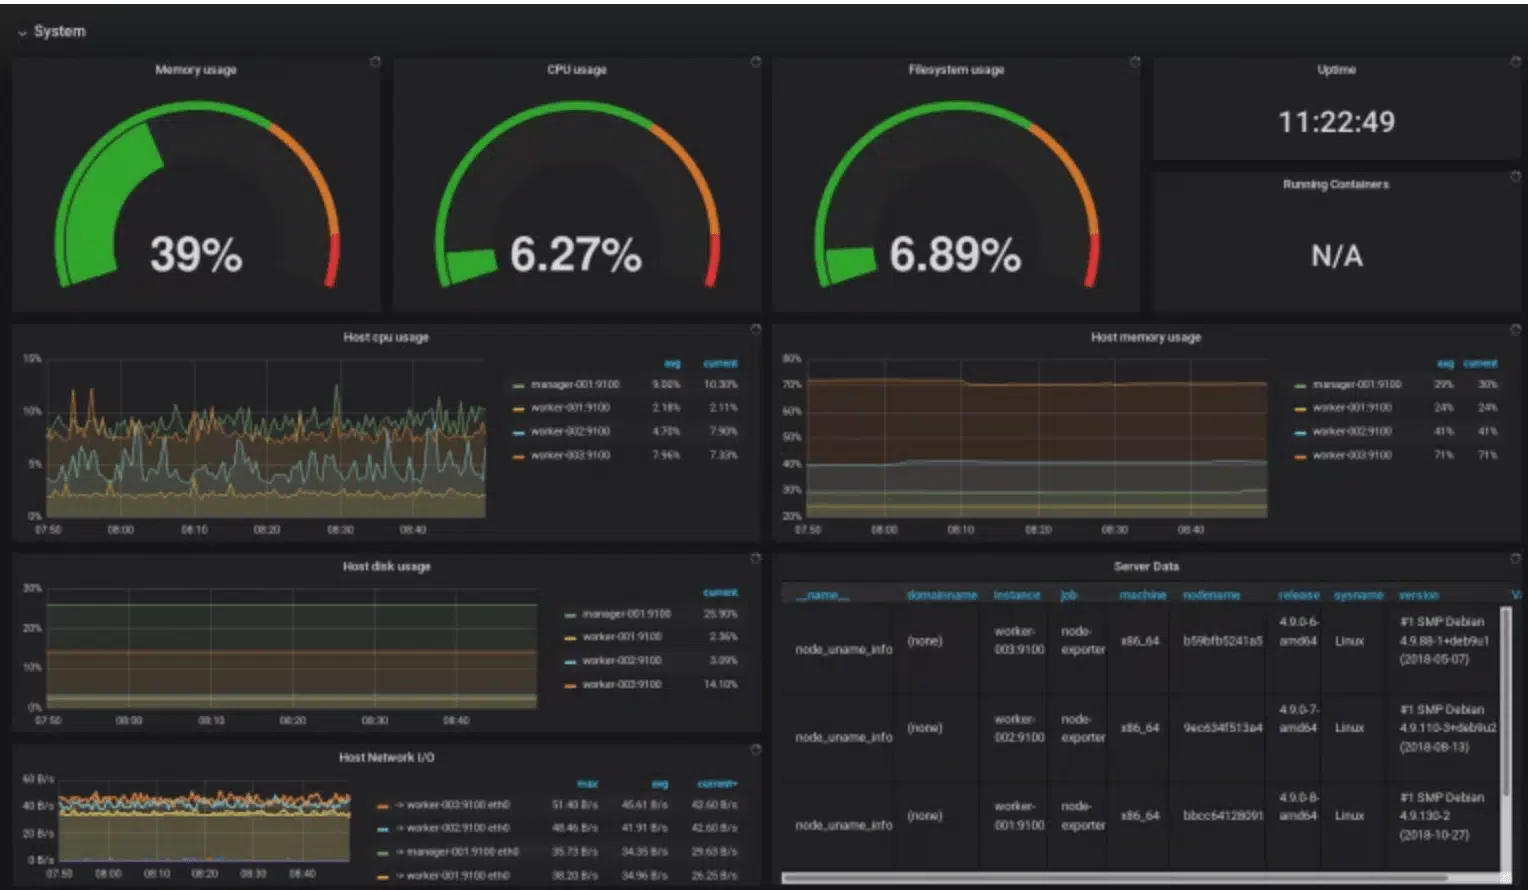 System
Memory usage
39%
CPU usage
6.27%
Filesystem usage
6.89%
Uptime
11:22:49
Running Containers
N/A
Host cpu usage
15%
10%
5%
0%
07:50 08:00 08:10 08:20 08:30 08:40
avg current
manager-001:9100 9.00% 10.30%
worker-001:9100 2.18% 2.11%
worker-002:9100 4.70% 7.90%
worker-003:9100 7.96% 7.33%
Host memory usage
80%
70%
60%
50%
40%
30%
20%
07:50 08:00 08:10 08:20 08:30 08:40
avg current
manager-001:9100 29% 30%
worker-001:9100 24% 24%
worker-002:9100 41% 41%
worker-003:9100 71% 71%
Host disk usage
30%
20%
10%
0%
07:50 08:00 08:10 08:20 08:30 08:40
current
manager-001:9100 25.90%
worker-001:9100 2.36%
worker-002:9100 3.09%
worker-003:9100 14.10%
Server Data
__name__ domainname instance job machine nodename release sysname version
node_uname_info (none) worker-003:9100 node-exporter x86_64 b59bfb5241a5 4.9.0-6-amd64 Linux #1 SMP Debian 4.9.88-1+deb9u1 (2018-05-07)
node_uname_info (none) worker-002:9100 node-exporter x86_64 9ec634f513a4 4.9.0-7-amd64 Linux #1 SMP Debian 4.9.110-3+deb9u2 (2018-08-13)
node_uname_info (none) worker-001:9100 node-exporter x86_64 bbcc64128091 4.9.0-8-amd64 Linux #1 SMP Debian 4.9.130-2 (2018-10-27)
Host Network I/O
60 B/s
40 B/s
20 B/s
0 B/s
07:50 08:00 08:10 08:20 08:30 08:40
max avg current
-> worker-003:9100 eth0 51.40 B/s 45.61 B/s 42.60 B/s
-> worker-002:9100 eth0 48.46 B/s 41.91 B/s 42.60 B/s
-> manager-001:9100 eth0 35.73 B/s 34.35 B/s 29.63 B/s
-> worker-001:9100 eth0 38.20 B/s 34.96 B/s 26.25 B/s